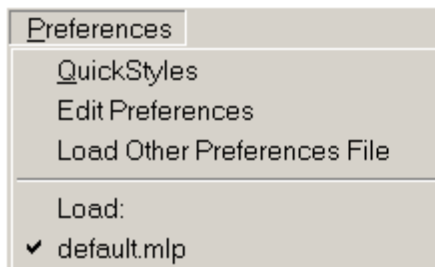 Preferences
QuickStyles
Edit Preferences
Load Other Preferences File
Load:
✔ default.mlp